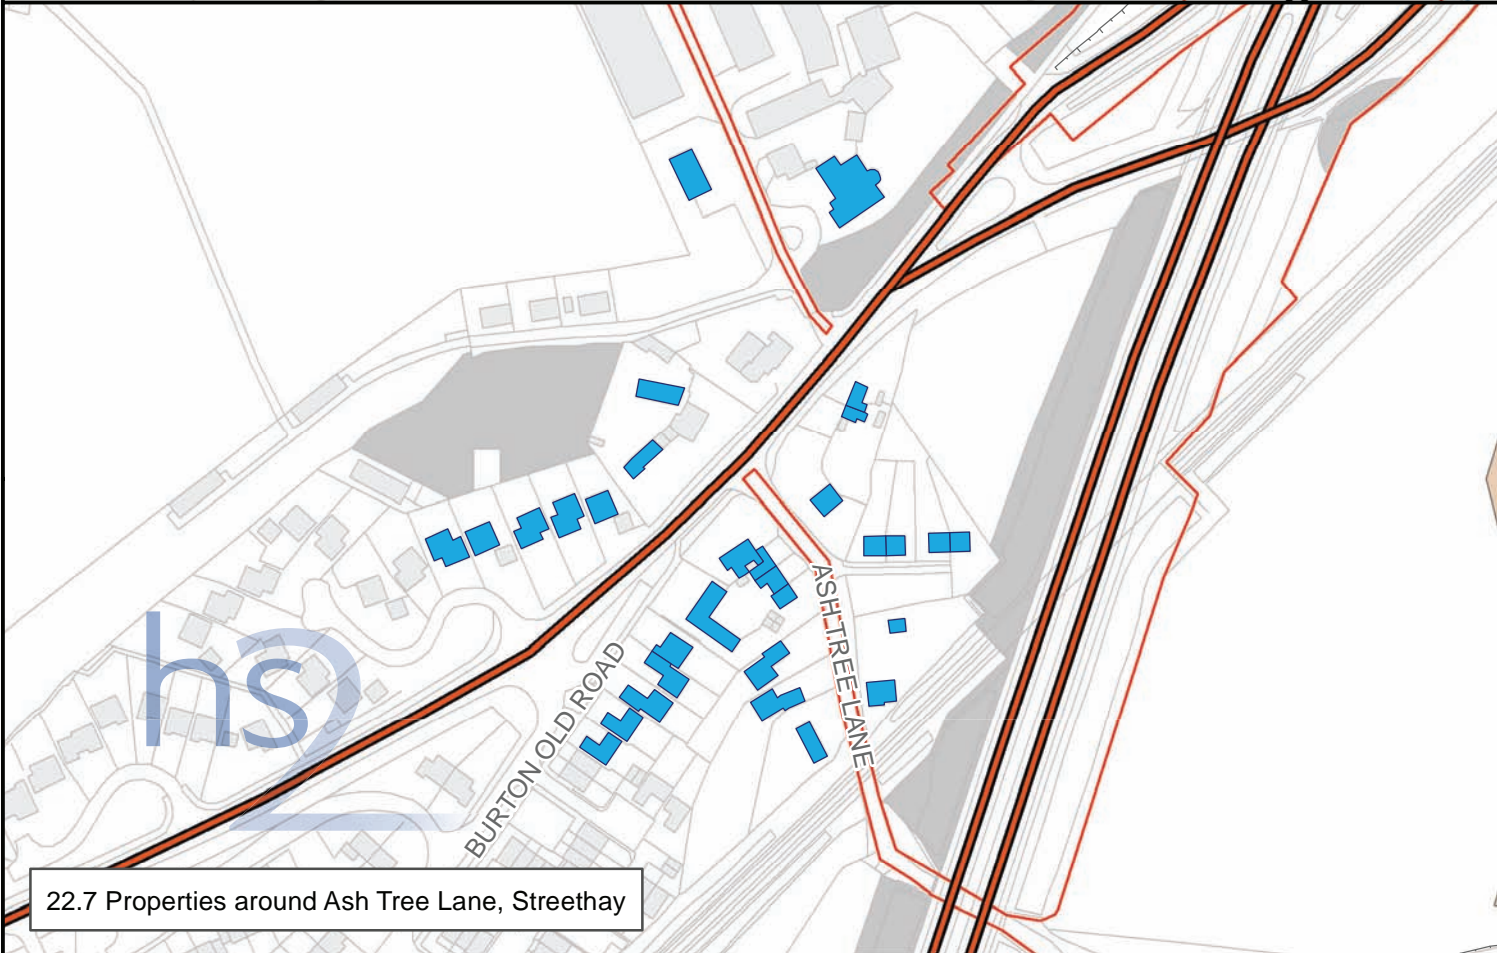 ASH TREE LANE
BURTON OLD ROAD
hs2
22.7 Properties around Ash Tree Lane, Streethay